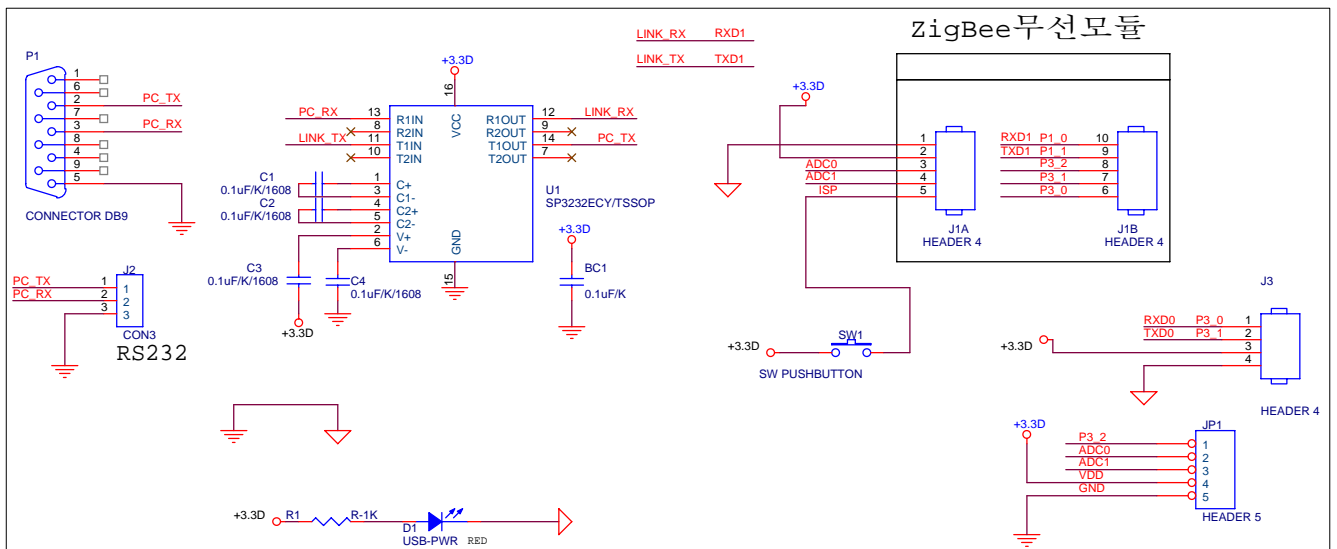 LINK_RX RXD1
LINK_TX TXD1
ZigBee무선모듈
P1
1
6
2
7
3
8
4
9
5
PC_TX
PC_RX
CONNECTOR DB9
+3.3D
16
VCC
PC_RX 13 R1IN
8 R2IN
LINK_TX 11 T1IN
10 T2IN
R1OUT 12 LINK_RX
R2OUT 9
T1OUT 14 PC_TX
T2OUT 7
1 C+
3 C1-
4 C2+
5 C2-
2 V+
6 V-
GND
15
C1
0.1uF/K/1608
C2
0.1uF/K/1608
U1
SP3232ECY/TSSOP
C3
0.1uF/K/1608
C4
0.1uF/K/1608
+3.3D
+3.3D
BC1
0.1uF/K
J2
PC_TX 1 1
PC_RX 2 2
3 3
CON3
RS232
+3.3D
1
2
ADC0 3
ADC1 4
ISP 5
J1A
HEADER 4
RXD1 P1_0 10
TXD1 P1_1 9
P3_2 8
P3_1 7
P3_0 6
J1B
HEADER 4
+3.3D
SW1
SW PUSHBUTTON
J3
RXD0 P3_0 1
TXD0 P3_1 2
+3.3D 3
4
HEADER 4
+3.3D
JP1
P3_2 1
ADC0 2
ADC1 3
VDD 4
GND 5
HEADER 5
+3.3D R1 R-1K
D1
USB-PWR RED